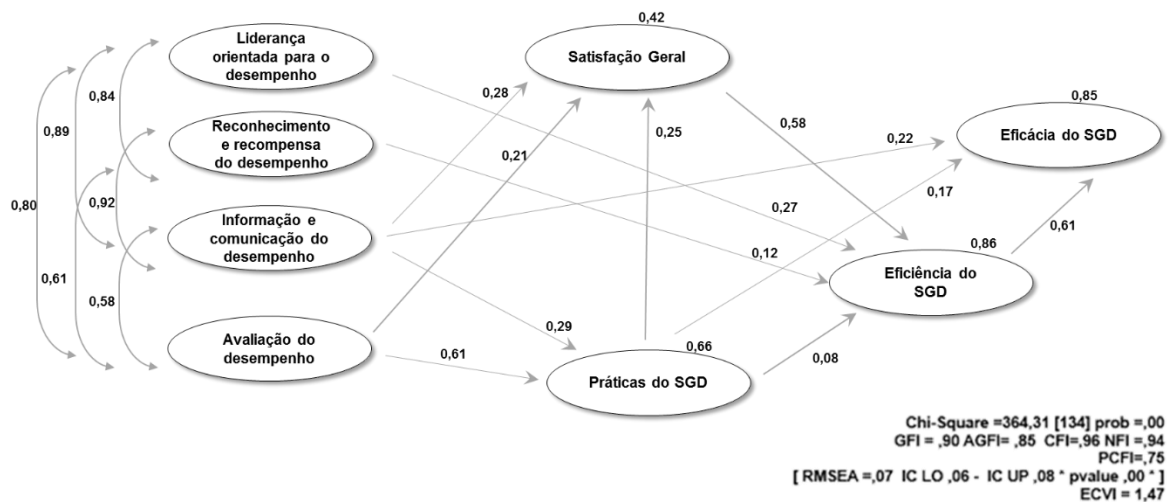 0,42
Liderança
orientada para o
desempenho
Satisfação Geral
0,84
0,28
0,85
0,89
Reconhecimento
e recompensa
do desempenho
0,25
0,58
0,22
Eficácia do SGD
0,21
0,17
0,80
0,92
Informação e
comunicação do
desempenho
0,27
0,12
0,61
0,86
0,61
0,58
Eficiência do
SGD
0,29
Avaliação do
desempenho
0,61
0,66
0,08
Práticas do SGD
Chi-Square =364,31 [134] prob =,00
GFI = ,90 AGFI= ,85 CFI=,96 NFI =,94
PCFI=,75
[ RMSEA =,07 IC LO ,06 - IC UP ,08 * pvalue ,00 * ]
ECVI = 1,47